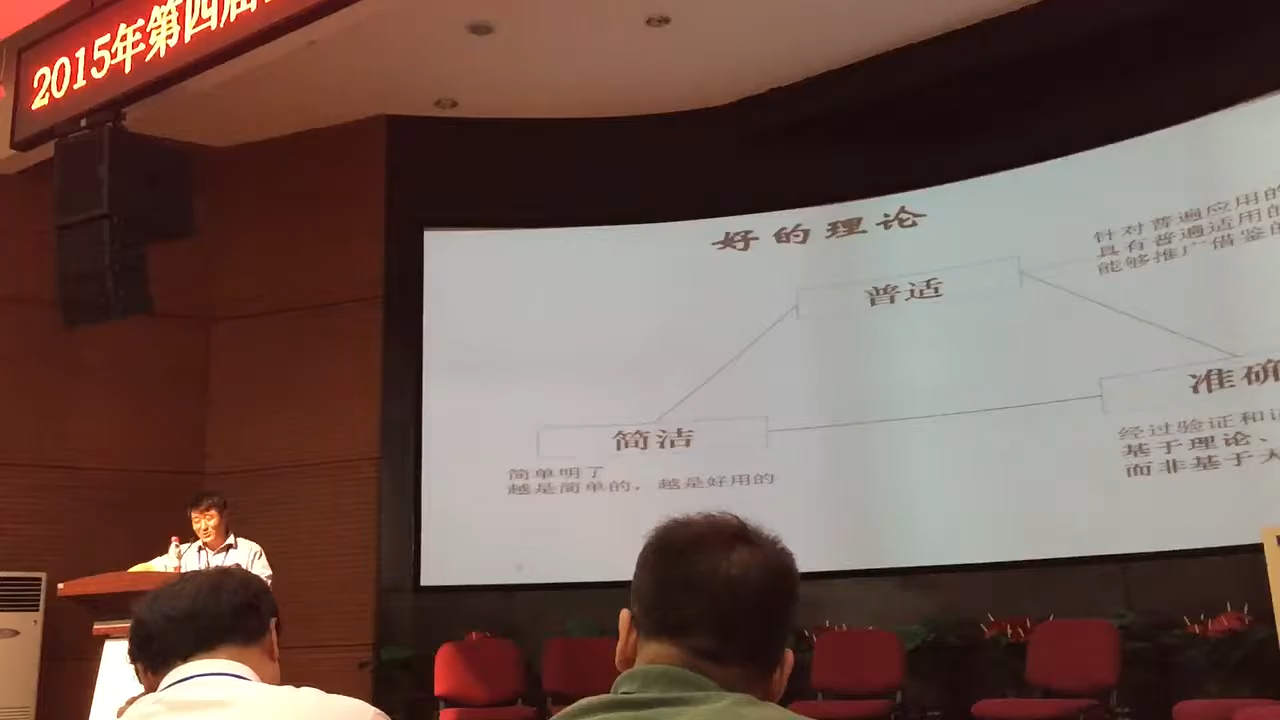 2015年第四届
好的理论
普适
针对普遍应用的
具有普遍适用的
能够推广借鉴的
简洁
简单明了
越是简单的，越是好用的
准确
经过验证和
基于理论、
而非基于